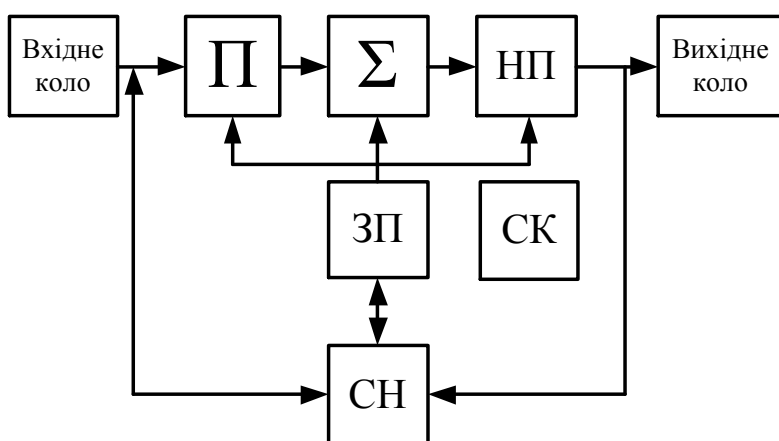 Вхідне
коло
П
Σ
НП
Вихідне
коло
ЗП
СК
СН